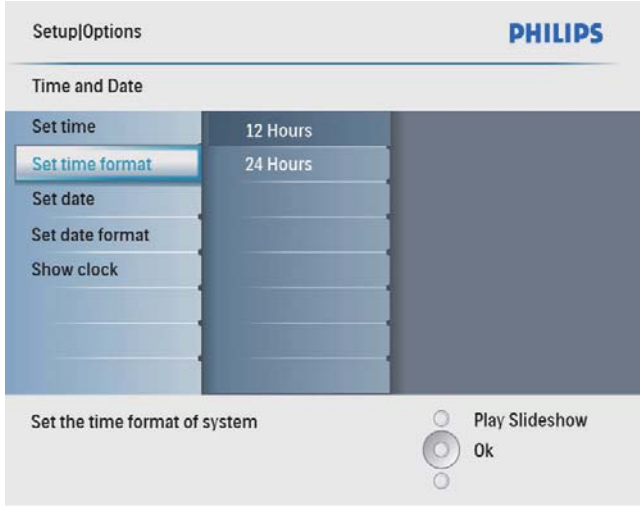 Setup|Options
PHILIPS
Time and Date
Set time
12 Hours
Set time format
24 Hours
Set date
Set date format
Show clock
Set the time format of system
Play Slideshow
Ok